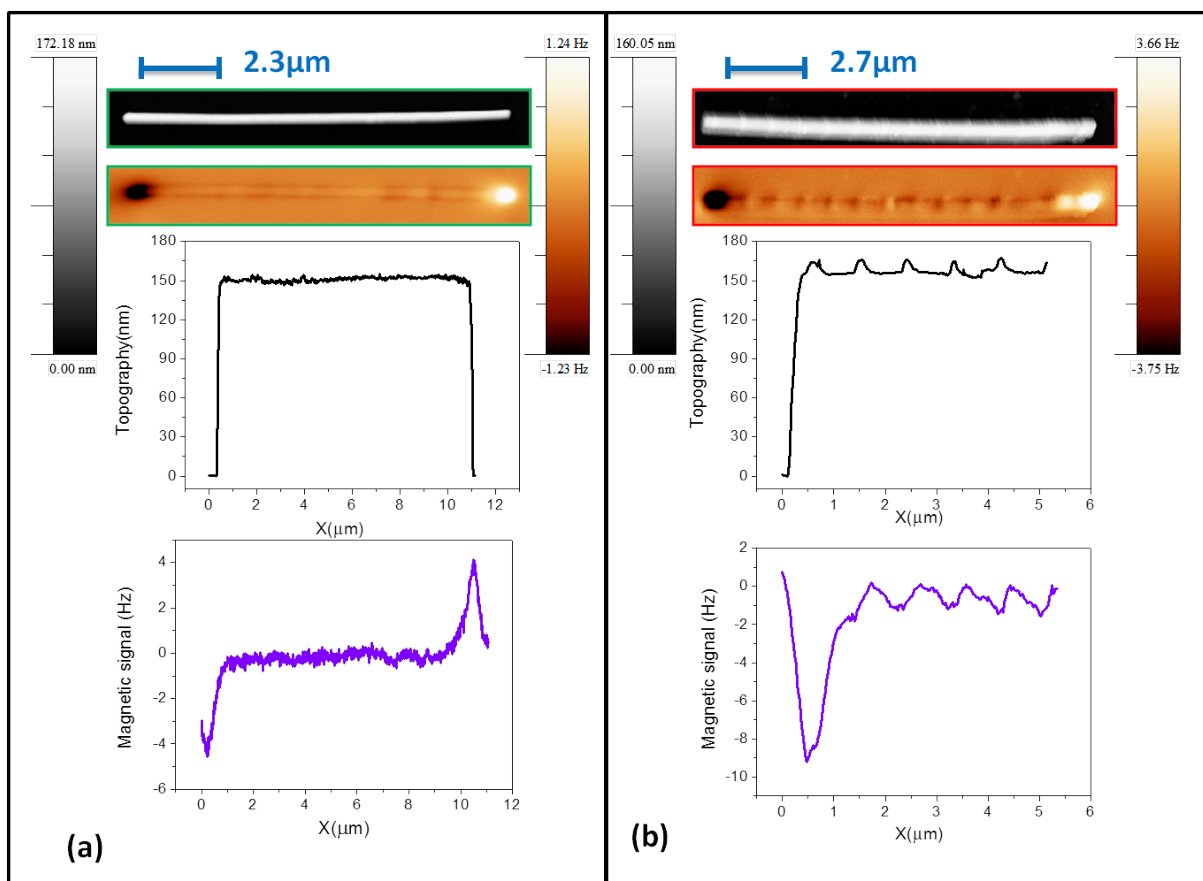 172.18 nm
1.24 Hz
2.3μm
0.00 nm
-1.23 Hz
180
150
120
90
60
30
0
Topography(nm)
0 2 4 6 8 10 12
X(μm)
4
2
0
-2
-4
-6
Magnetic signal (Hz)
0 2 4 6 8 10 12
X(μm)
(a)
160.05 nm
3.66 Hz
2.7μm
0.00 nm
-3.75 Hz
180
150
120
90
60
30
0
Topography(nm)
0 1 2 3 4 5 6
X(μm)
2
0
-2
-4
-6
-8
-10
Magnetic signal (Hz)
0 1 2 3 4 5 6
X(μm)
(b)